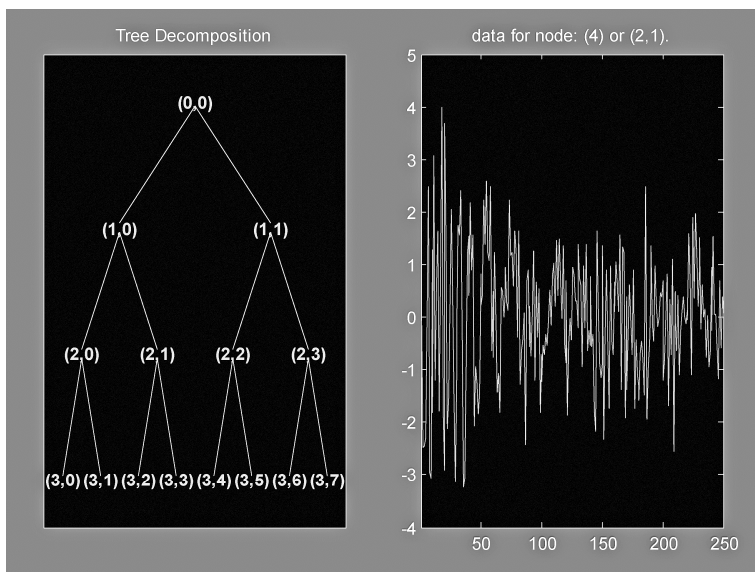 Tree Decomposition
(0,0)
(1,0) (1,1)
(2,0) (2,1) (2,2) (2,3)
(3,0) (3,1) (3,2) (3,3) (3,4) (3,5) (3,6) (3,7)
data for node: (4) or (2,1).
5
4
3
2
1
0
-1
-2
-3
-4
50 100 150 200 250